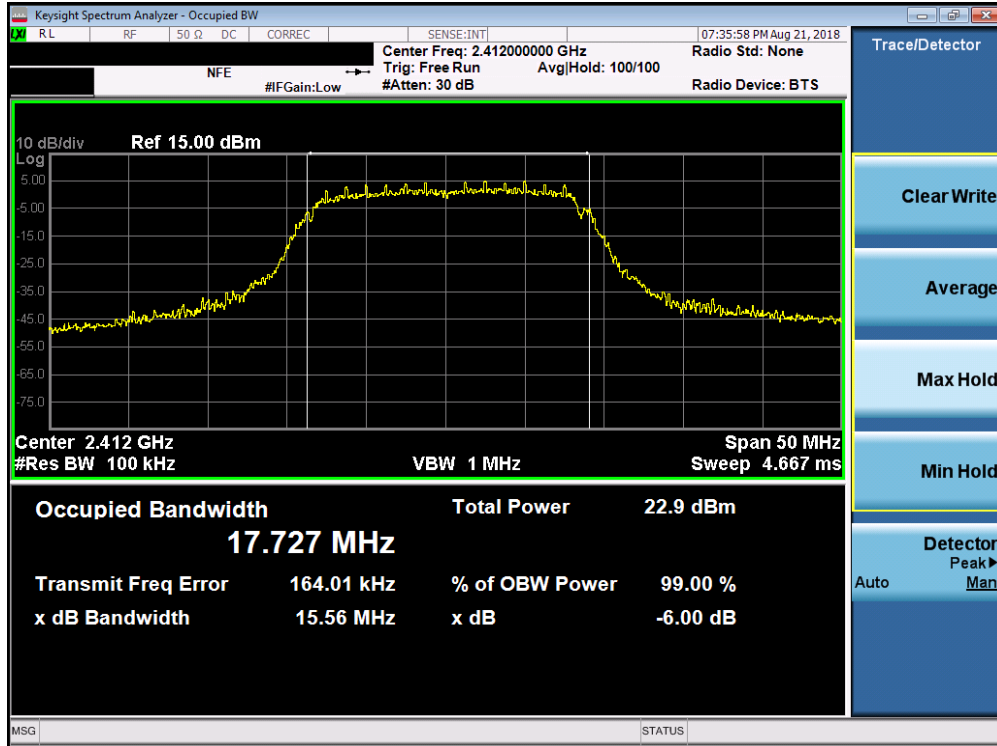 Keysight Spectrum Analyzer - Occupied BW
LXI RL RF 50 Ω DC CORREC SENSE:INT 07:35:58 PM Aug 21, 2018
Center Freq: 2.412000000 GHz Radio Std: None
NFE Trig: Free Run Avg|Hold: 100/100
#IFGain:Low #Atten: 30 dB Radio Device: BTS
10 dB/div Ref 15.00 dBm
Log
5.00
-5.00
-15.0
-25.0
-35.0
-45.0
-55.0
-65.0
-75.0
Center 2.412 GHz Span 50 MHz
#Res BW 100 kHz VBW 1 MHz Sweep 4.667 ms
Occupied Bandwidth Total Power 22.9 dBm
17.727 MHz
Transmit Freq Error 164.01 kHz % of OBW Power 99.00 %
x dB Bandwidth 15.56 MHz x dB -6.00 dB
Trace/Detector
Clear Write
Average
Max Hold
Min Hold
Detector
Peak
Auto Man
MSG STATUS